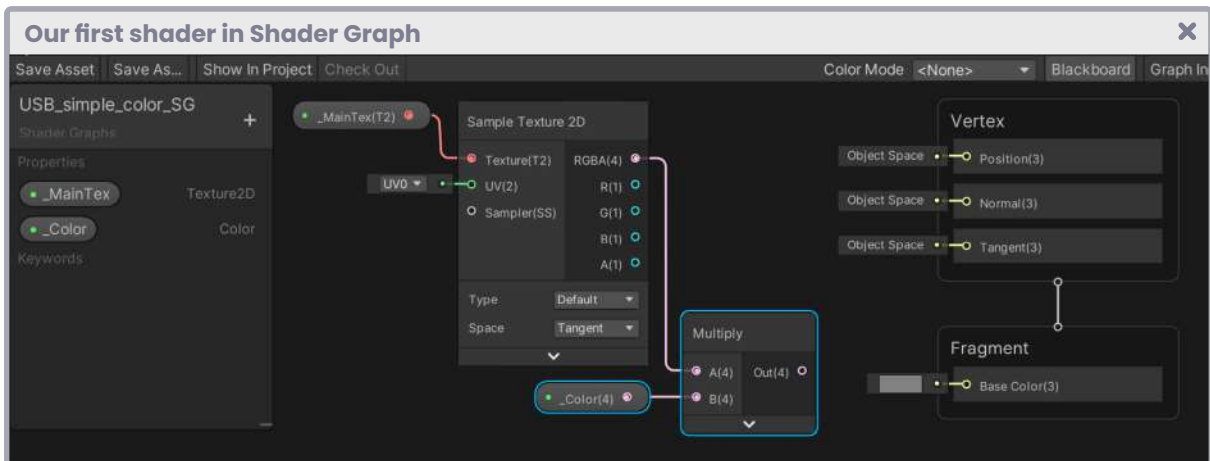 Our first shader in Shader Graph
Save Asset Save As... Show In Project Check Out Color Mode <None> Blackboard Graph In
USB_simple_color_SG
+
Shader Graphs
Properties
_MainTex Texture2D
_Color Color
Keywords
_MainTex(T2)
Sample Texture 2D
Texture(T2) RGBA(4)
UV0 UV(2) R(1)
Sampler(SS) G(1)
B(1)
A(1)
Type Default
Space Tangent
_Color(4)
Multiply
A(4) Out(4)
B(4)
Vertex
Object Space Position(3)
Object Space Normal(3)
Object Space Tangent(3)
Fragment
Base Color(3)